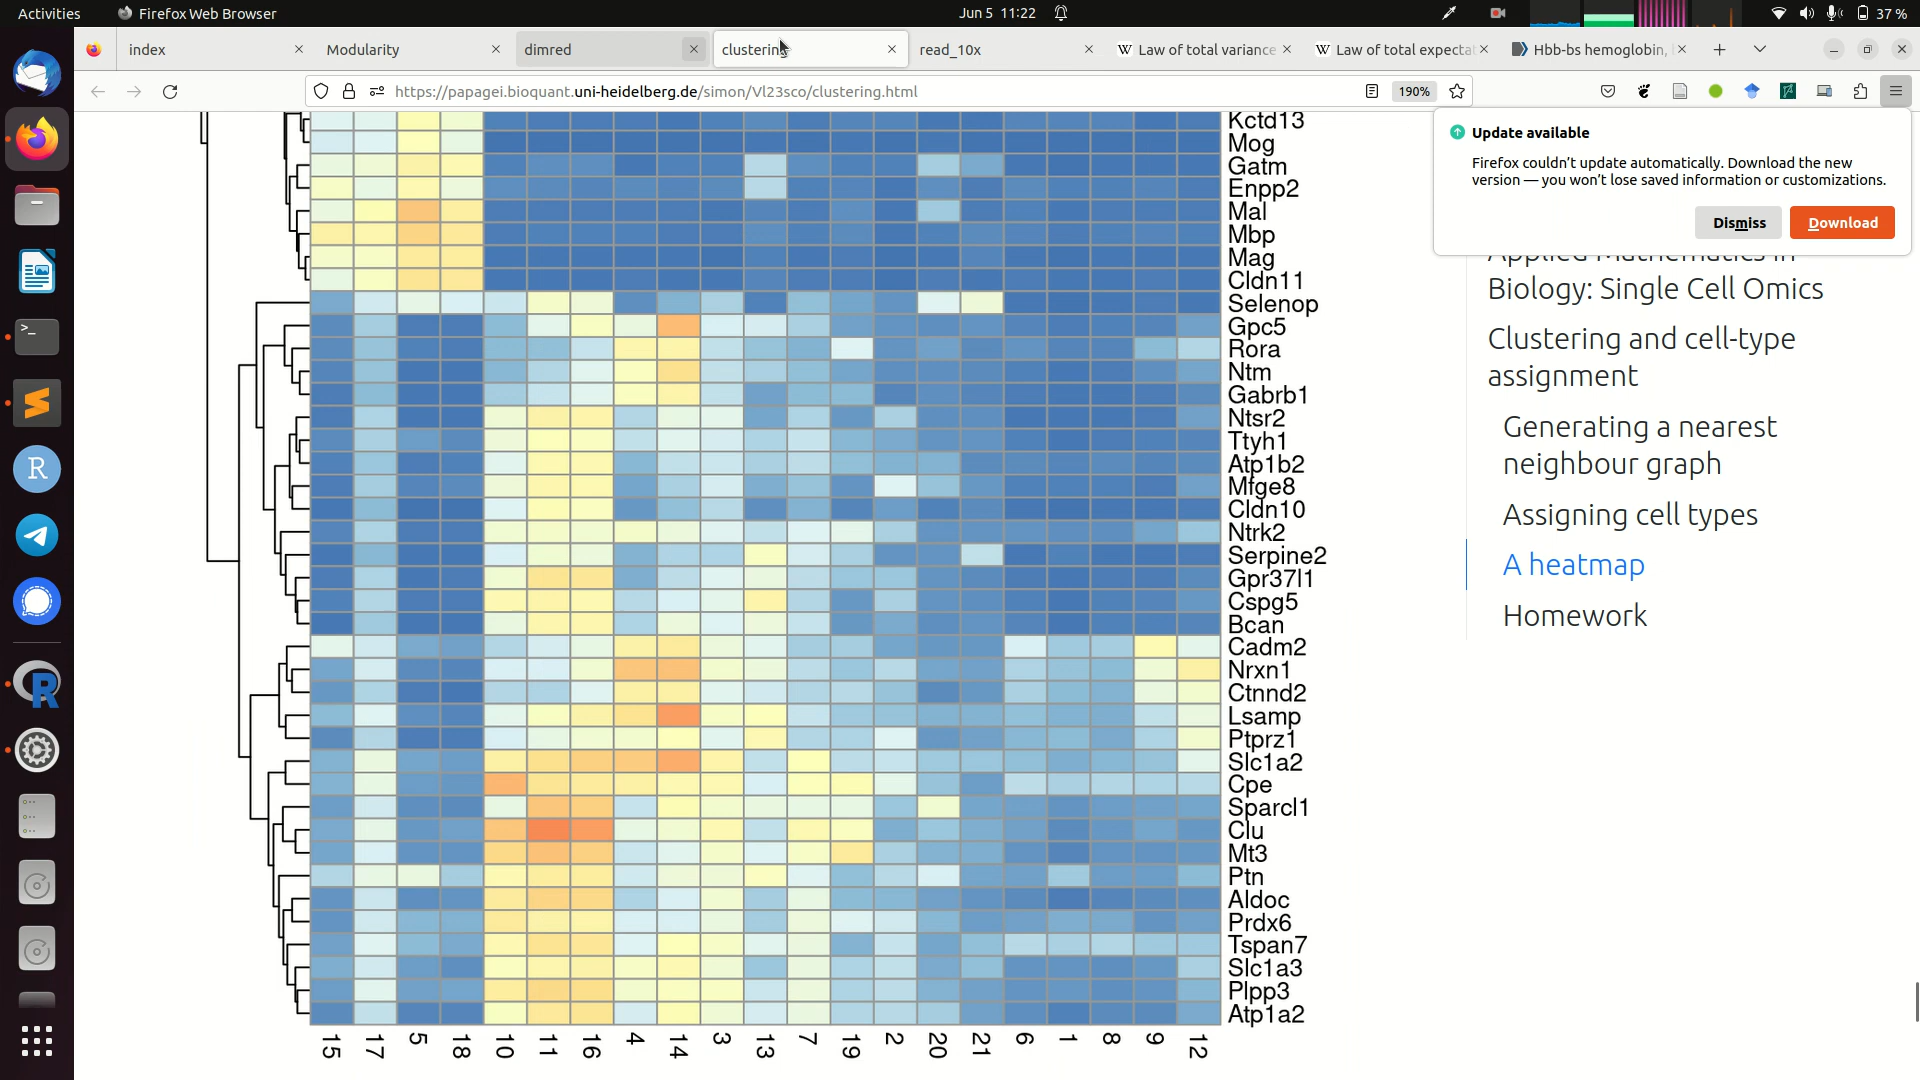 Activities
Firefox Web Browser
Jun 5 11:22
37 %
index
Modularity
dimred
clustering
read_10x
Law of total variance
Law of total expecta
Hbb-bs hemoglobin,
https://papagei.bioquant.uni-heidelberg.de/simon/Vl23sco/clustering.html
190%
Update available
Firefox couldn't update automatically. Download the new
version — you won't lose saved information or customizations.
Dismiss
Download
Kctd13
Mog
Gatm
Enpp2
Mal
Mbp
Mag
Cldn11
Selenop
Gpc5
Rora
Ntm
Gabrb1
Ntsr2
Ttyh1
Atp1b2
Mfge8
Cldn10
Ntrk2
Serpine2
Gpr37l1
Cspg5
Bcan
Cadm2
Nrxn1
Ctnnd2
Lsamp
Ptprz1
Slc1a2
Cpe
Sparcl1
Clu
Mt3
Ptn
Aldoc
Prdx6
Tspan7
Slc1a3
Plpp3
Atp1a2
15 17 5 18 10 11 16 4 14 3 13 7 19 2 20 21 6 1 8 9 12
Applied Mathematics in
Biology: Single Cell Omics
Clustering and cell-type
assignment
Generating a nearest
neighbour graph
Assigning cell types
A heatmap
Homework